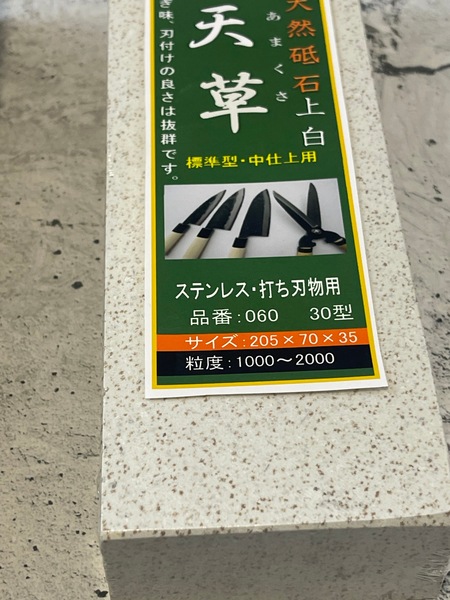 天然砥石上白
あまくさ
天草
ぎ味、刃付けの良さは抜群です。
標準型・中仕上用
ステンレス・打ち刃物用
品番:060 30型
サイズ:205×70×35
粒度:1000～2000